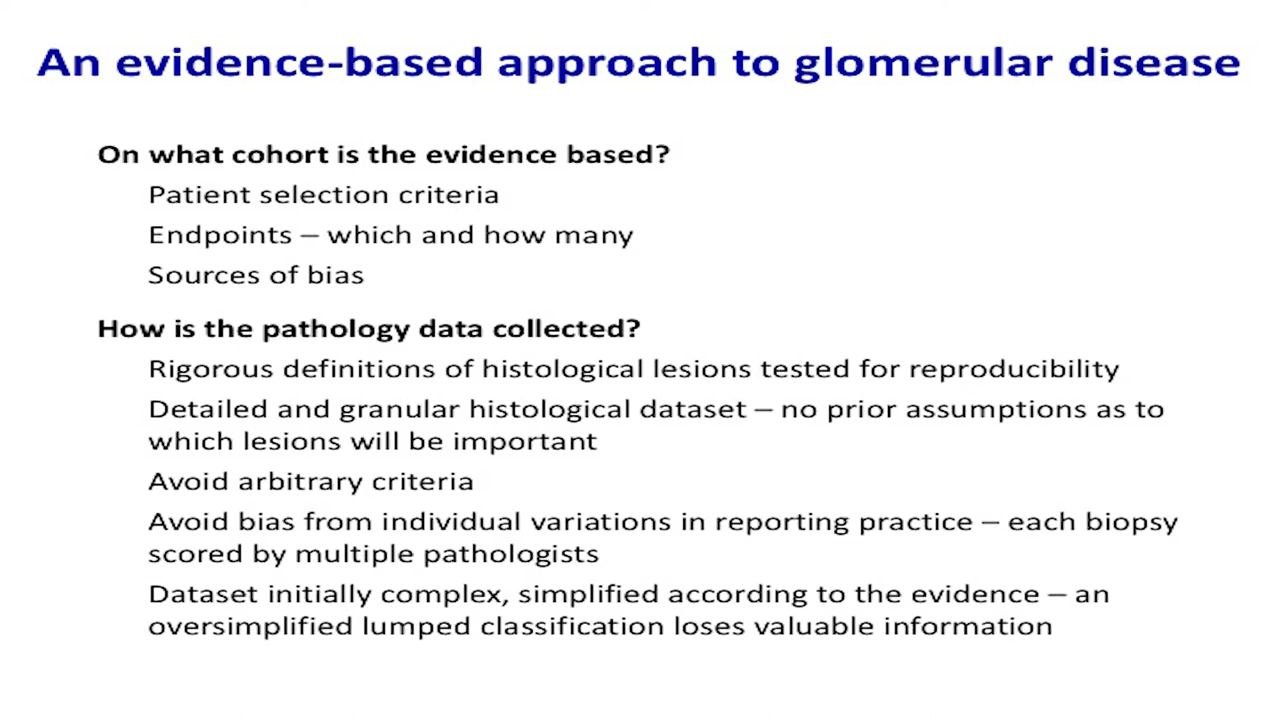 An evidence-based approach to glomerular disease
On what cohort is the evidence based?
Patient selection criteria
Endpoints – which and how many
Sources of bias
How is the pathology data collected?
Rigorous definitions of histological lesions tested for reproducibility
Detailed and granular histological dataset – no prior assumptions as to
which lesions will be important
Avoid arbitrary criteria
Avoid bias from individual variations in reporting practice – each biopsy
scored by multiple pathologists
Dataset initially complex, simplified according to the evidence – an
oversimplified lumped classification loses valuable information